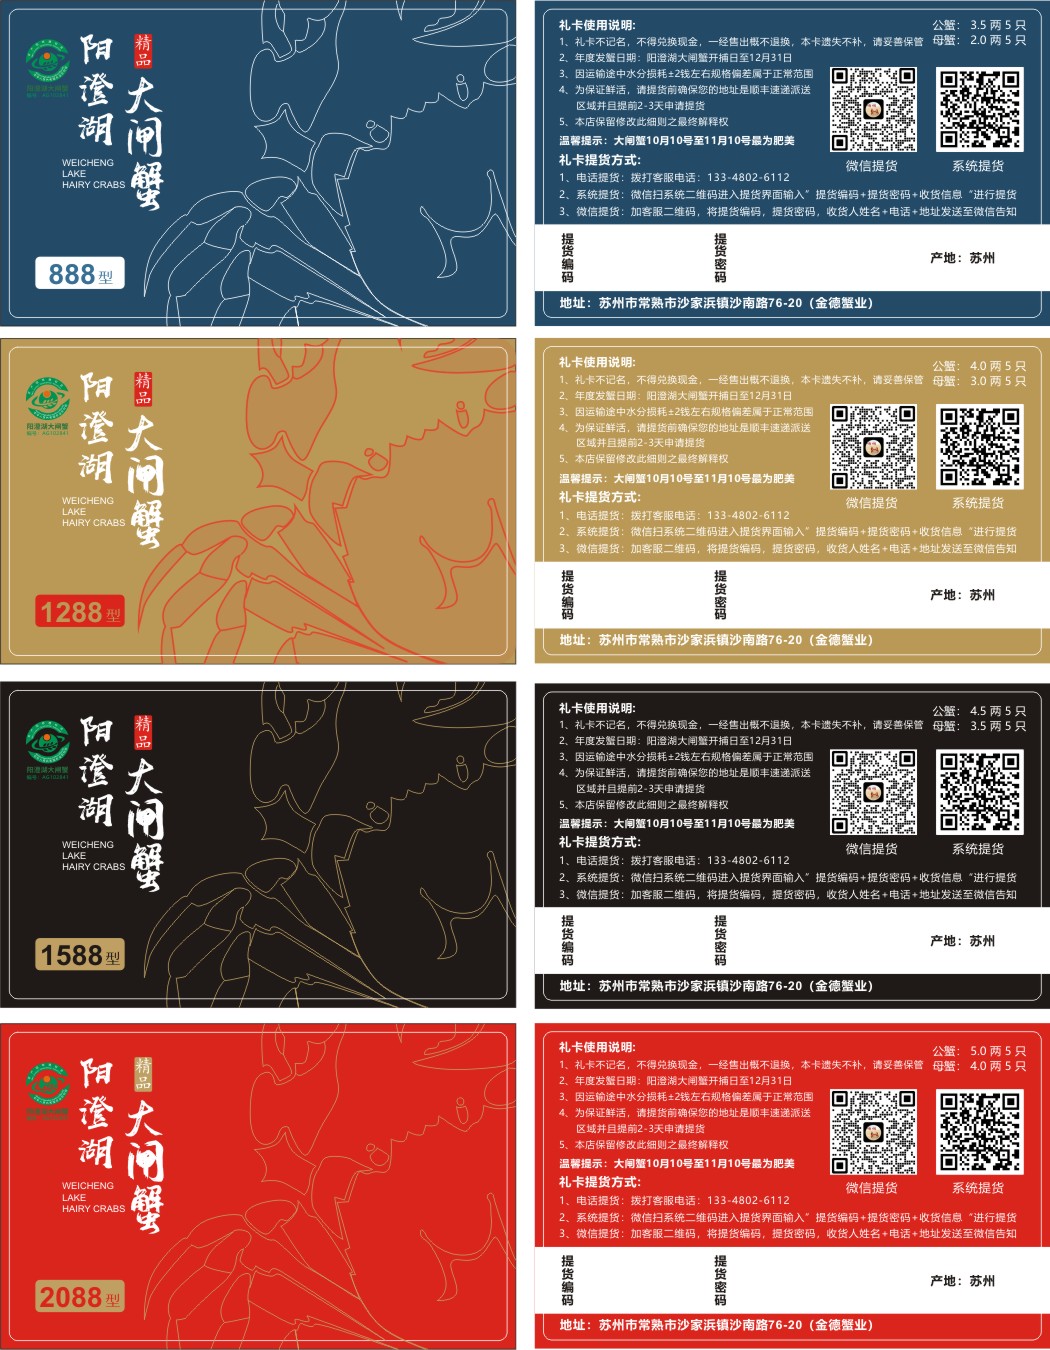 阳澄湖
精品
大闸蟹
WEICHENG
LAKE
HAIRY CRABS
888型
礼卡使用说明:
公蟹： 3.5 两 5 只
母蟹： 2.0 两 5 只
1、礼卡不记名，不得兑换现金，一经售出概不退换，本卡遗失不补，请妥善保管
2、年度发蟹日期：阳澄湖大闸蟹开捕日至12月31日
3、因运输途中水分损耗±2钱左右规格偏差属于正常范围
4、为保证鲜活，请提货前确保您的地址是顺丰速递派送
区域并且提前2-3天申请提货
5、本店保留修改此细则之最终解释权
温馨提示：大闸蟹10月10号至11月10号最为肥美
微信提货
系统提货
礼卡提货方式：
1、电话提货：拨打客服电话：133-4802-6112
2、系统提货：微信扫系统二维码进入提货界面输入”提货编码+提货密码+收货信息“进行提货
3、微信提货：加客服二维码，将提货编码，提货密码，收货人姓名+电话+地址发送至微信告知
提货编码
提货密码
产地：苏州
地址：苏州市常熟市沙家浜镇沙南路76-20（金德蟹业）
阳澄湖大闸蟹
阳澄湖
精品
大闸蟹
WEICHENG
LAKE
HAIRY CRABS
1288型
礼卡使用说明:
公蟹： 4.0 两 5 只
母蟹： 3.0 两 5 只
1、礼卡不记名，不得兑换现金，一经售出概不退换，本卡遗失不补，请妥善保管
2、年度发蟹日期：阳澄湖大闸蟹开捕日至12月31日
3、因运输途中水分损耗±2钱左右规格偏差属于正常范围
4、为保证鲜活，请提货前确保您的地址是顺丰速递派送
区域并且提前2-3天申请提货
5、本店保留修改此细则之最终解释权
温馨提示：大闸蟹10月10号至11月10号最为肥美
微信提货
系统提货
礼卡提货方式：
1、电话提货：拨打客服电话：133-4802-6112
2、系统提货：微信扫系统二维码进入提货界面输入”提货编码+提货密码+收货信息“进行提货
3、微信提货：加客服二维码，将提货编码，提货密码，收货人姓名+电话+地址发送至微信告知
提货编码
提货密码
产地：苏州
地址：苏州市常熟市沙家浜镇沙南路76-20（金德蟹业）
阳澄湖大闸蟹
阳澄湖
精品
大闸蟹
WEICHENG
LAKE
HAIRY CRABS
1588型
礼卡使用说明:
公蟹： 4.5 两 5 只
母蟹： 3.5 两 5 只
1、礼卡不记名，不得兑换现金，一经售出概不退换，本卡遗失不补，请妥善保管
2、年度发蟹日期：阳澄湖大闸蟹开捕日至12月31日
3、因运输途中水分损耗±2钱左右规格偏差属于正常范围
4、为保证鲜活，请提货前确保您的地址是顺丰速递派送
区域并且提前2-3天申请提货
5、本店保留修改此细则之最终解释权
温馨提示：大闸蟹10月10号至11月10号最为肥美
微信提货
系统提货
礼卡提货方式：
1、电话提货：拨打客服电话：133-4802-6112
2、系统提货：微信扫系统二维码进入提货界面输入”提货编码+提货密码+收货信息“进行提货
3、微信提货：加客服二维码，将提货编码，提货密码，收货人姓名+电话+地址发送至微信告知
提货编码
提货密码
产地：苏州
地址：苏州市常熟市沙家浜镇沙南路76-20（金德蟹业）
阳澄湖
精品
大闸蟹
WEICHENG
LAKE
HAIRY CRABS
2088型
礼卡使用说明:
公蟹： 5.0 两 5 只
母蟹： 4.0 两 5 只
1、礼卡不记名，不得兑换现金，一经售出概不退换，本卡遗失不补，请妥善保管
2、年度发蟹日期：阳澄湖大闸蟹开捕日至12月31日
3、因运输途中水分损耗±2钱左右规格偏差属于正常范围
4、为保证鲜活，请提货前确保您的地址是顺丰速递派送
区域并且提前2-3天申请提货
5、本店保留修改此细则之最终解释权
温馨提示：大闸蟹10月10号至11月10号最为肥美
微信提货
系统提货
礼卡提货方式：
1、电话提货：拨打客服电话：133-4802-6112
2、系统提货：微信扫系统二维码进入提货界面输入”提货编码+提货密码+收货信息“进行提货
3、微信提货：加客服二维码，将提货编码，提货密码，收货人姓名+电话+地址发送至微信告知
提货编码
提货密码
产地：苏州
地址：苏州市常熟市沙家浜镇沙南路76-20（金德蟹业）